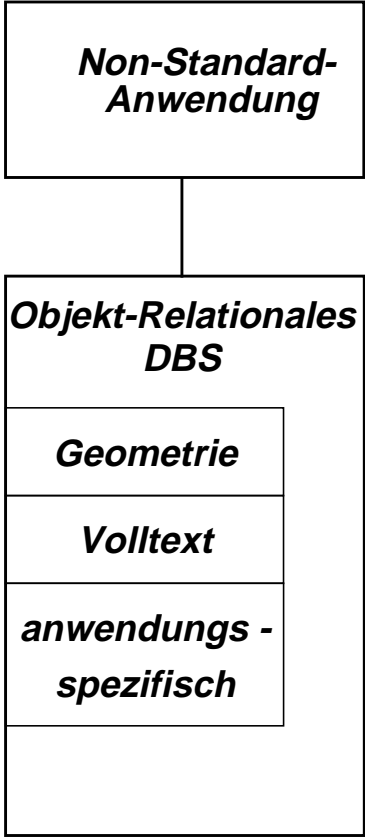 Non-Standard-
Anwendung
Objekt-Relationales
DBS
Geometrie
Volltext
anwendungs -
spezifisch